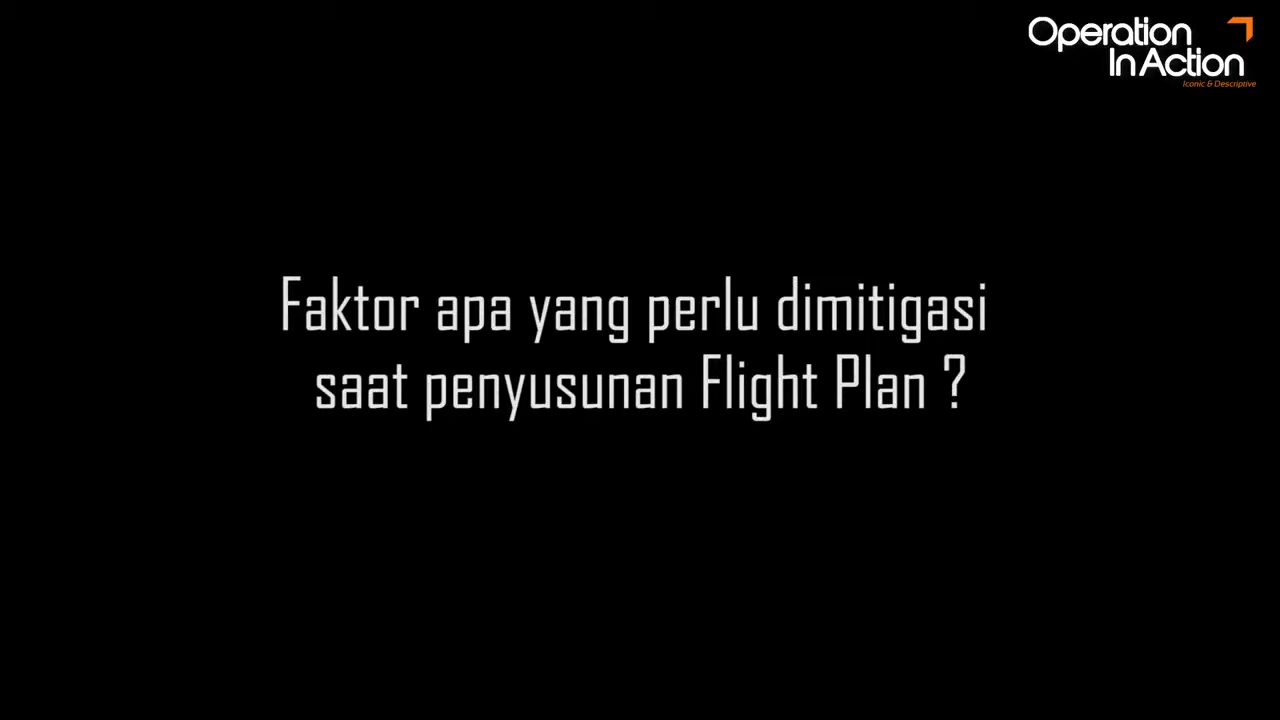 Operation
In Action
Iconic & Descriptive
Faktor apa yang perlu dimitigasi
saat penyusunan Flight Plan ?